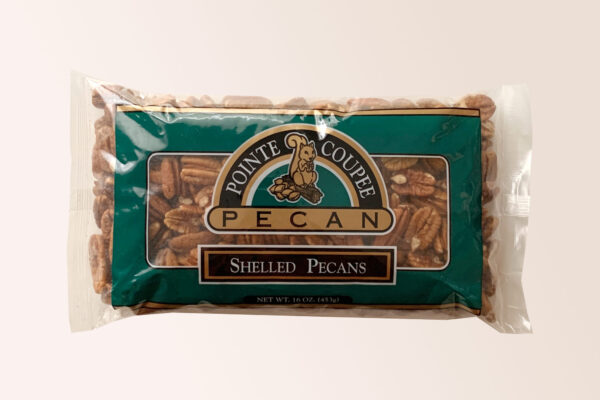 POINTE COUPEE
PECAN
SHELLED PECANS
NET WT. 16 OZ. (453g)